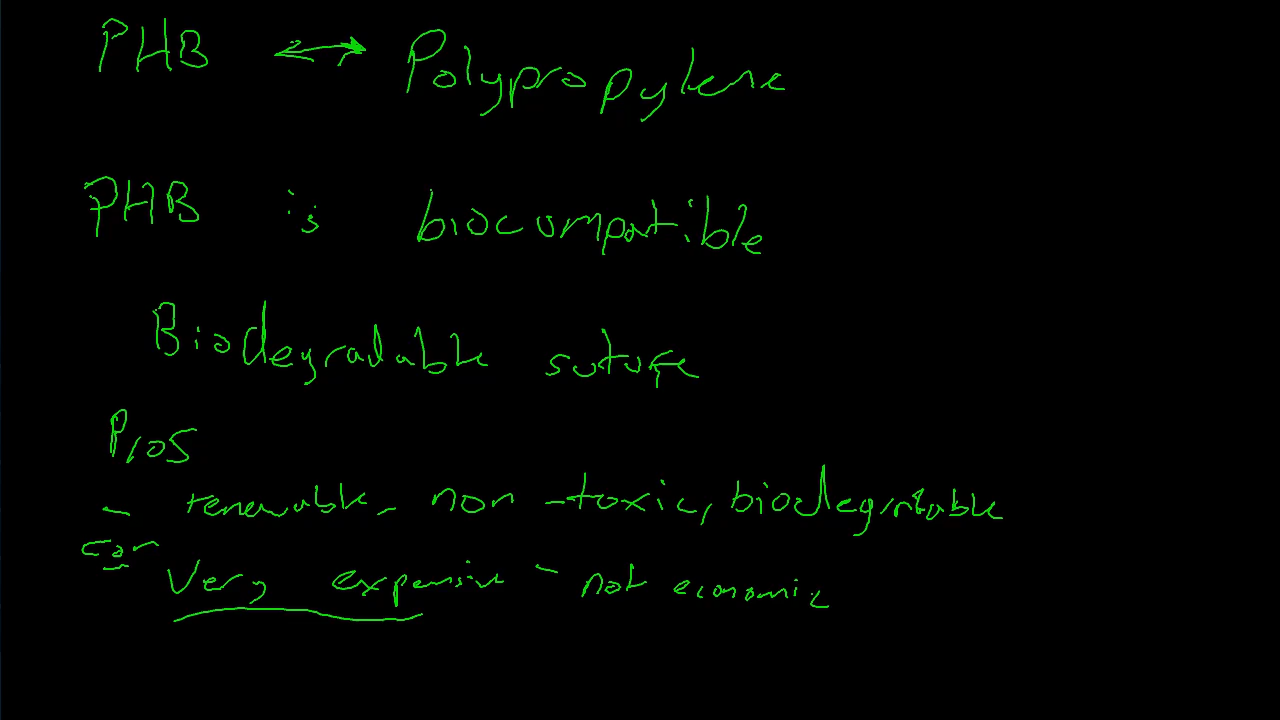 PHB ↔ Polypropylene
PHB is biocompatible
Biodegradable suture
Pros
- renewable, non-toxic, biodegradable
Con
Very expensive - not economic